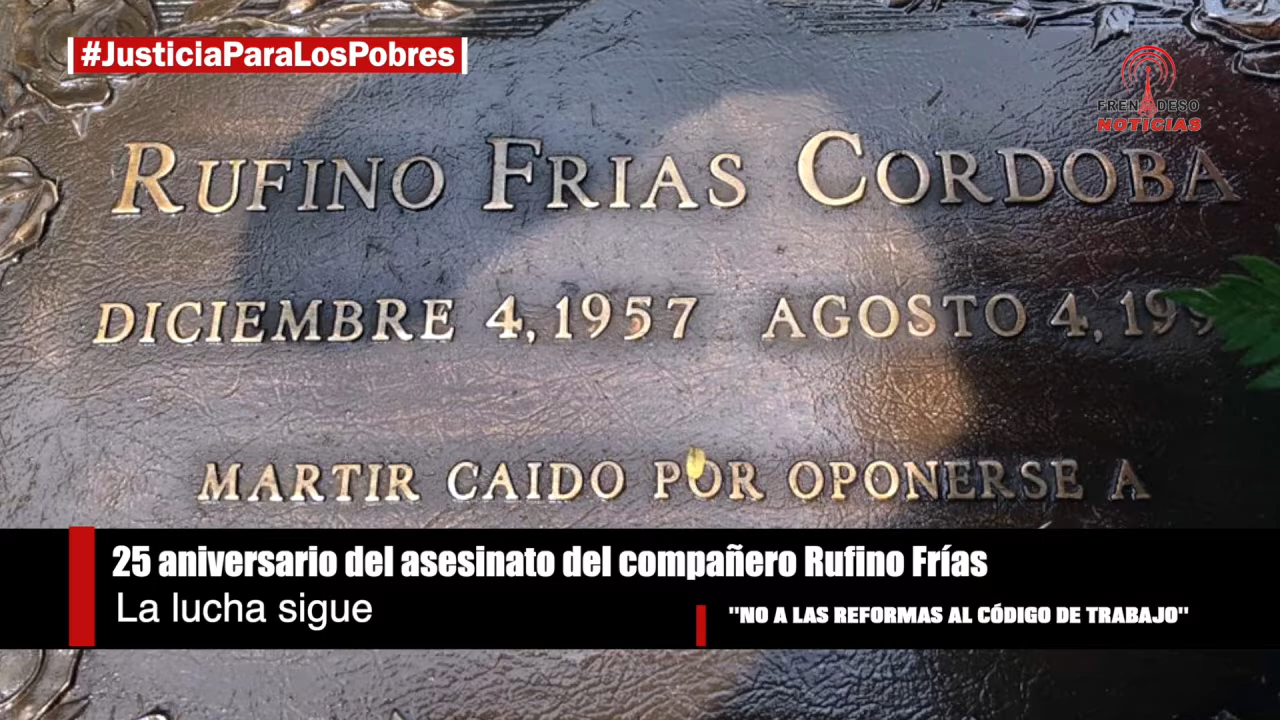 #JusticiaParaLosPobres
FRENADESO
NOTICIAS
RUFINO FRIAS CORDOBA
DICIEMBRE 4, 1957 AGOSTO 4,
MARTIR CAIDO POR OPONERSE A
25 aniversario del asesinato del compañero Rufino Frías
La lucha sigue
"NO A LAS REFORMAS AL CÓDIGO DE TRABAJO"